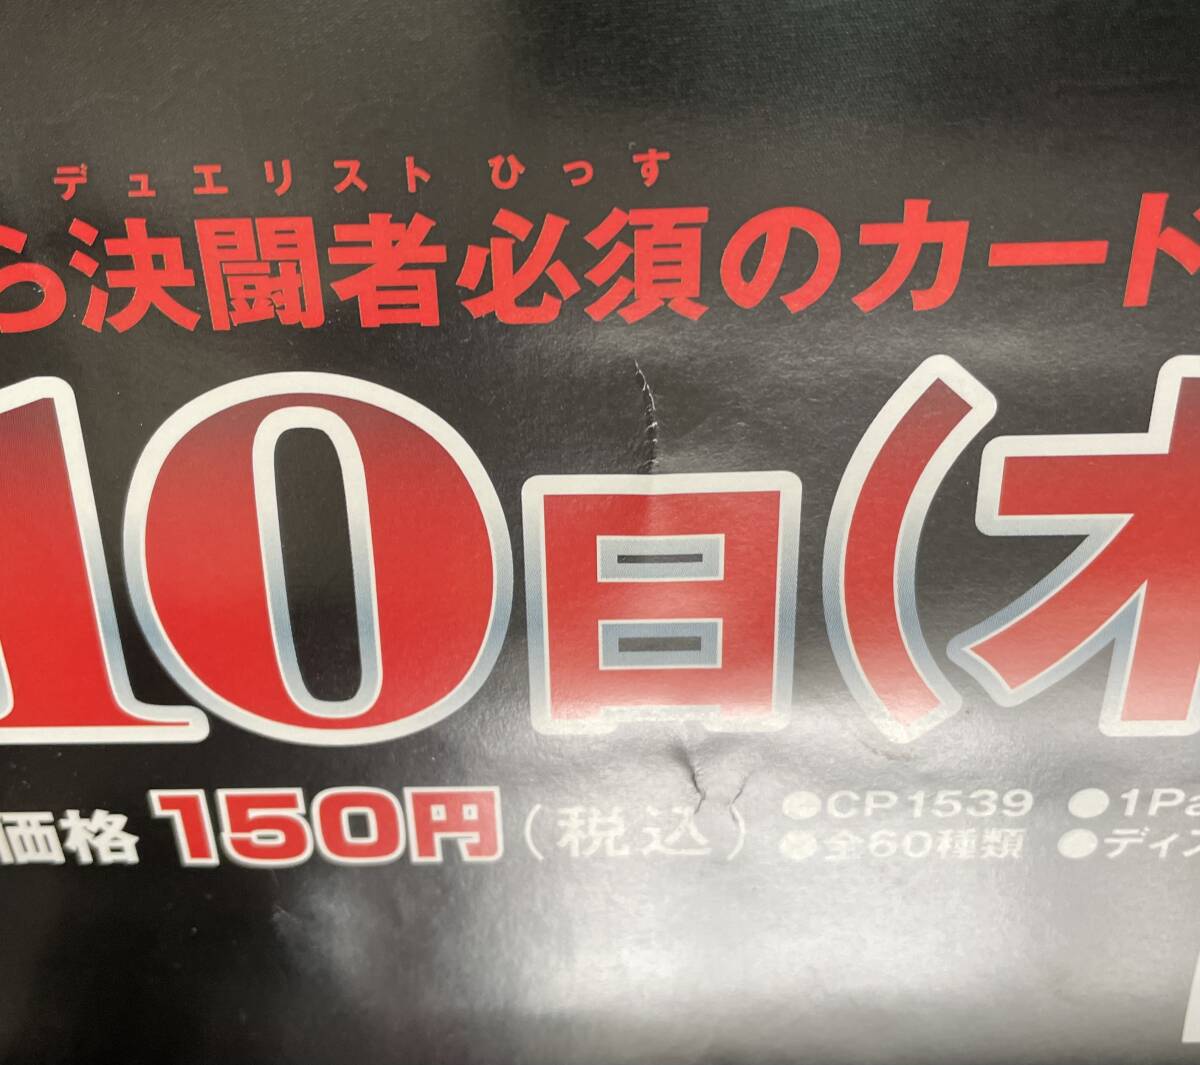 デュエリスト ひっす
ら決闘者必須のカード
10日(木
価格 150円(税込) ●CP1539 ●1Pa
●全60種類 ●ディス